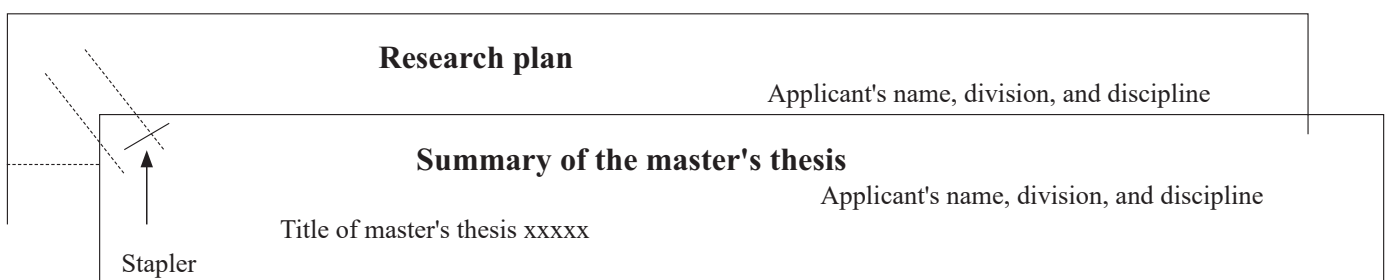 Research plan
Applicant's name, division, and discipline
Summary of the master's thesis
Applicant's name, division, and discipline
Title of master's thesis xxxxx
Stapler